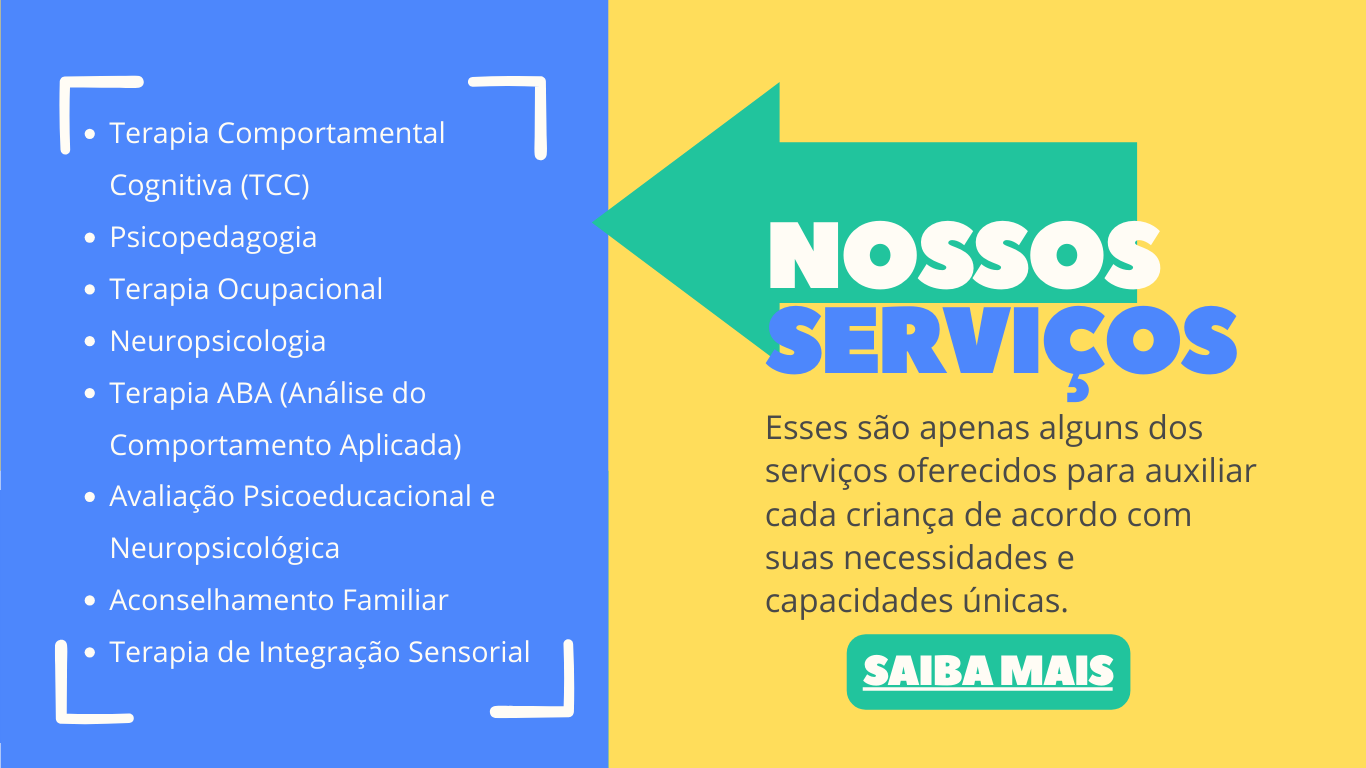 • Terapia Comportamental
Cognitiva (TCC)
• Psicopedagogia
• Terapia Ocupacional
• Neuropsicologia
• Terapia ABA (Análise do
Comportamento Aplicada)
• Avaliação Psicoeducacional e
Neuropsicológica
• Aconselhamento Familiar
• Terapia de Integração Sensorial
NOSSOS
SERVIÇOS
Esses são apenas alguns dos
serviços oferecidos para auxiliar
cada criança de acordo com
suas necessidades e
capacidades únicas.
SAIBA MAIS